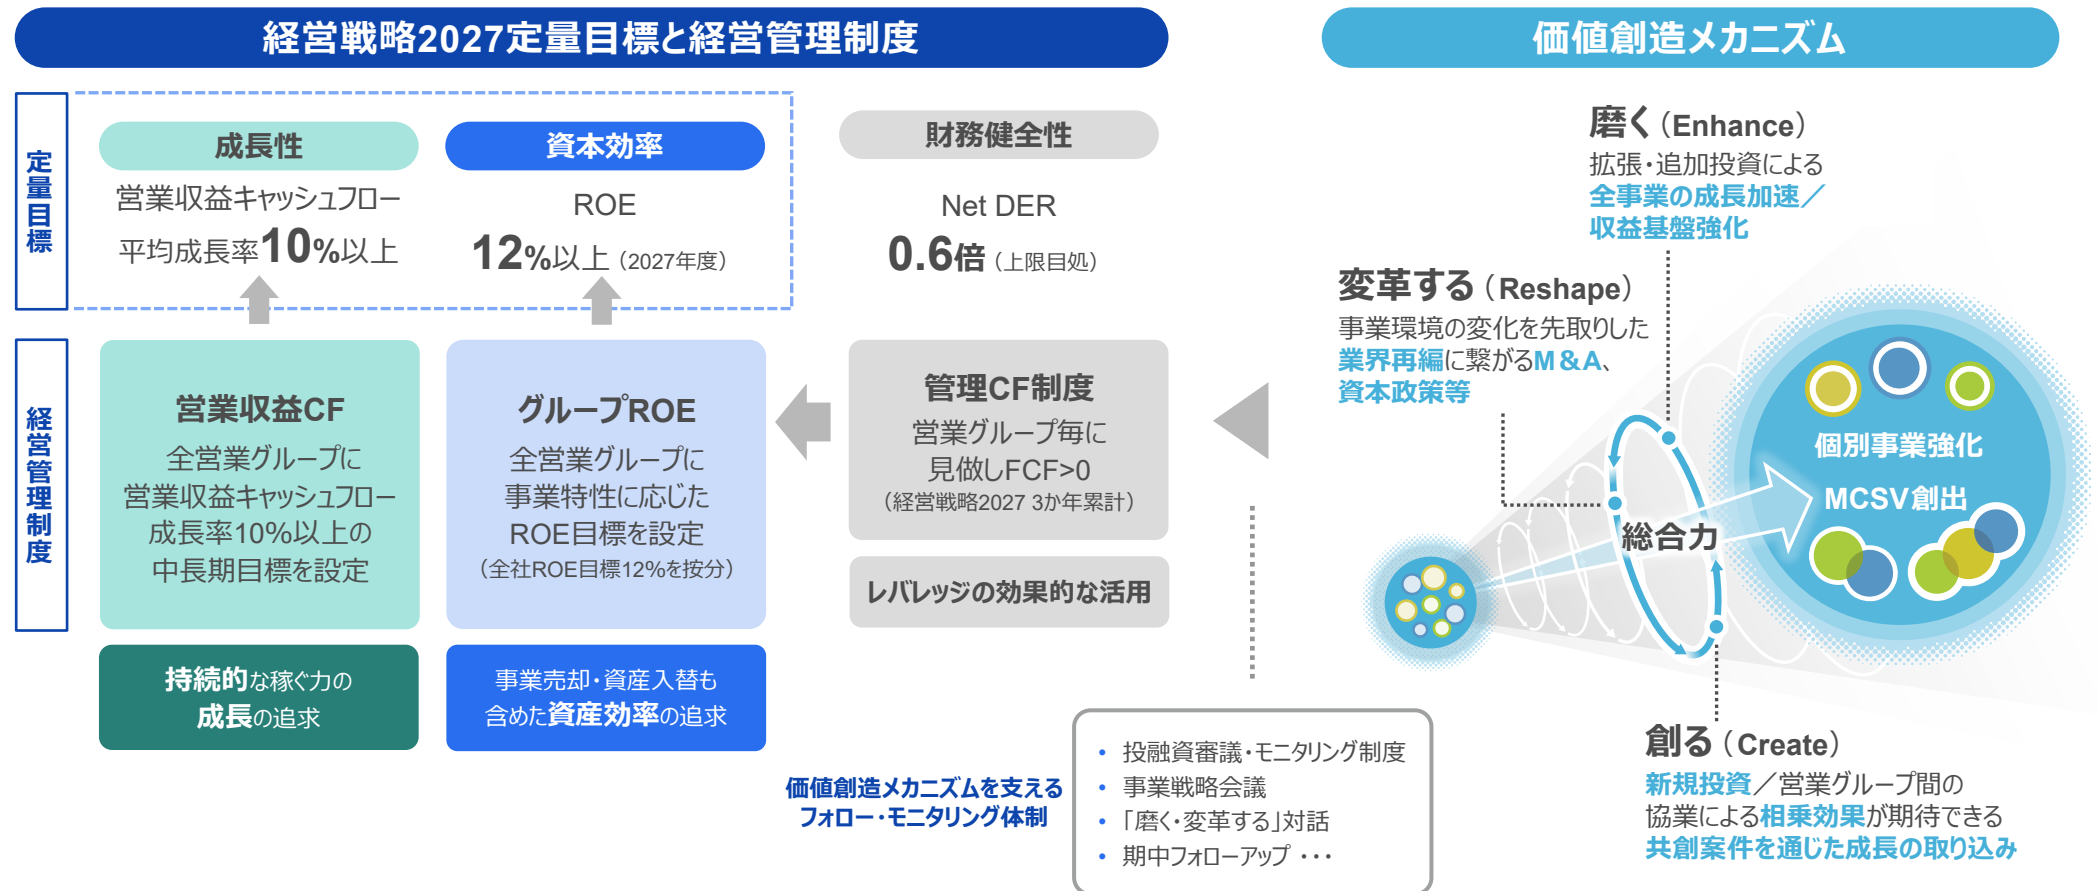 経営戦略2027定量目標と経営管理制度
定量目標
成長性
営業収益キャッシュフロー
平均成長率10%以上
資本効率
ROE
12%以上（2027年度）
財務健全性
Net DER
0.6倍（上限目処）
経営管理制度
営業収益CF
全営業グループに
営業収益キャッシュフロー
成長率10%以上の
中長期目標を設定
グループROE
全営業グループに
事業特性に応じた
ROE目標を設定
（全社ROE目標12%を按分）
管理CF制度
営業グループ毎に
見做しFCF>0
（経営戦略2027 3か年累計）
レバレッジの効果的な活用
持続的な稼ぐ力の
成長の追求
事業売却・資産入替も
含めた資産効率の追求
価値創造メカニズムを支える
フォロー・モニタリング体制
• 投融資審議・モニタリング制度
• 事業戦略会議
• 「磨く・変革する」対話
• 期中フォローアップ ・・・
価値創造メカニズム
磨く（Enhance）
拡張・追加投資による
全事業の成長加速／
収益基盤強化
変革する（Reshape）
事業環境の変化を先取りした
業界再編に繋がるM＆A、
資本政策等
総合力
個別事業強化
MCSV創出
創る（Create）
新規投資／営業グループ間の
協業による相乗効果が期待できる
共創案件を通じた成長の取り込み